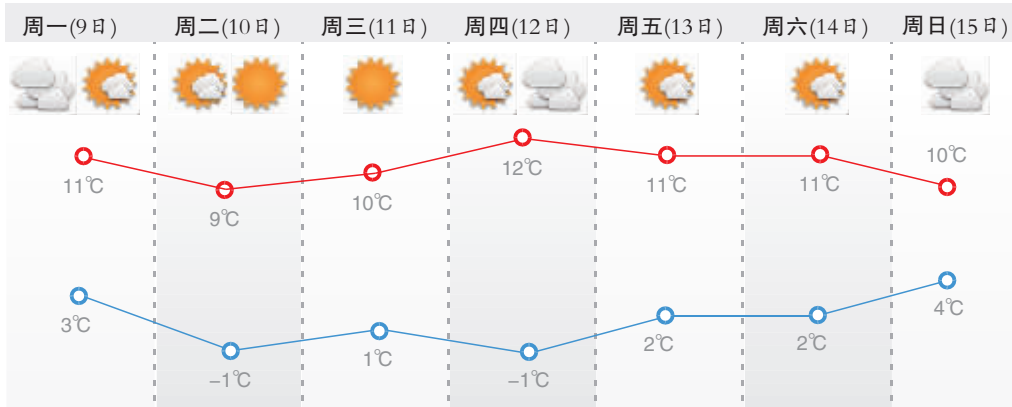 周一(9日) 周二(10日) 周三(11日) 周四(12日) 周五(13日) 周六(14日) 周日(15日)
11℃ 9℃ 10℃ 12℃ 11℃ 11℃ 10℃
3℃ −1℃ 1℃ −1℃ 2℃ 2℃ 4℃